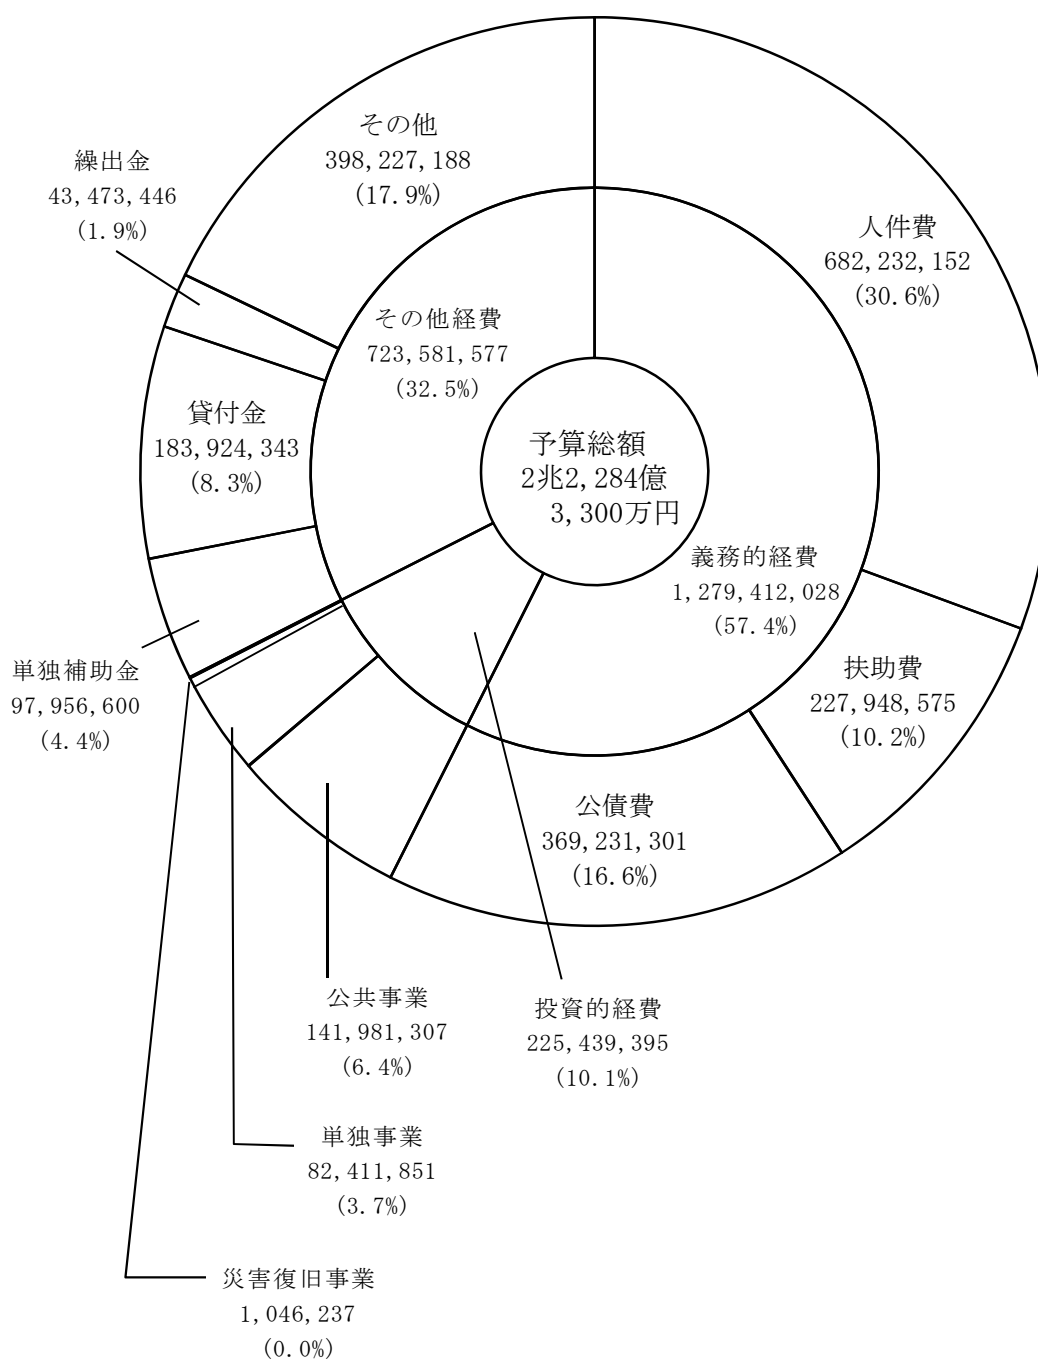 その他
398,227,188
(17.9%)
繰出金
43,473,446
(1.9%)
人件費
682,232,152
(30.6%)
その他経費
723,581,577
(32.5%)
貸付金
183,924,343
(8.3%)
予算総額
2兆2,284億
3,300万円
義務的経費
1,279,412,028
(57.4%)
単独補助金
97,956,600
(4.4%)
扶助費
227,948,575
(10.2%)
公債費
369,231,301
(16.6%)
公共事業
141,981,307
(6.4%)
投資的経費
225,439,395
(10.1%)
単独事業
82,411,851
(3.7%)
災害復旧事業
1,046,237
(0.0%)